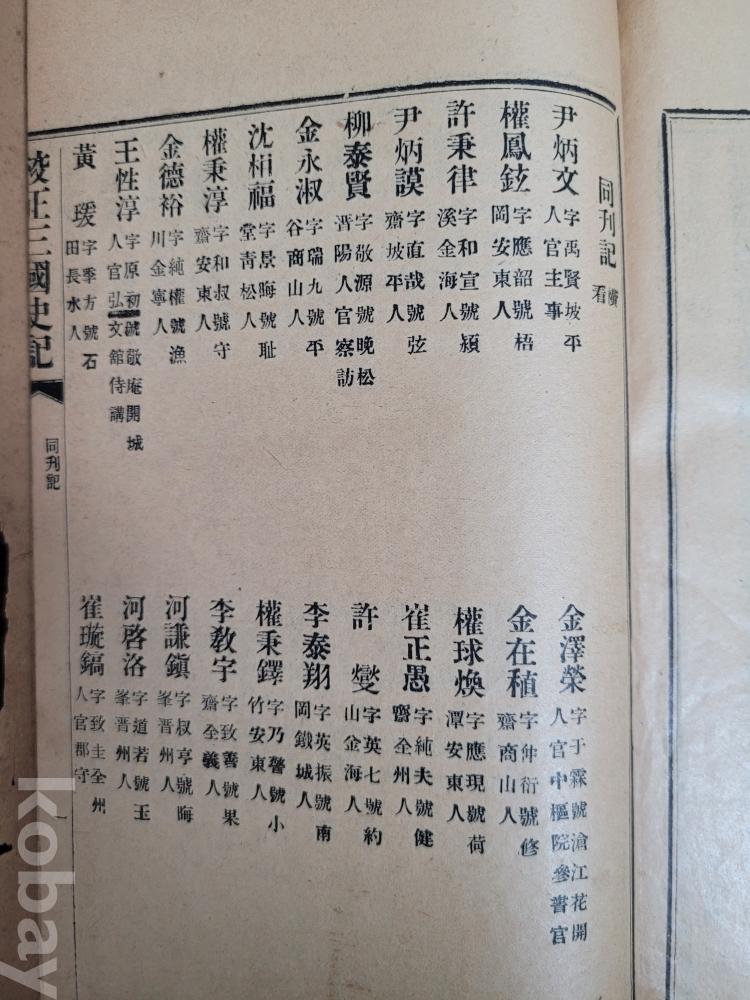 同刊記 橫看
尹炳文 字禹賢坡平人官主事
權鳳鉉 字應韶號梧岡安東人
許秉律 字和宣號潁溪金海人
尹炳謨 字直哉號弦齋坡平人
柳泰賢 字敬源號晚松晋陽人官察訪
金永淑 字瑞九號平谷商山人
沈相福 字景晦號耻堂靑松人
權秉淳 字和叔號守齋安東人
金德裕 字純權號漁川金寧人
王性淳 字原初號敬庵開城人官弘文館侍講
黃瑗 字季方號石田長水人
金澤榮 字于霖號滄江花開人官中樞院參書官
金在稙 字仲衍號修齋商山人
權球煥 字應現號荷潭安東人
崔正愚 字純夫號健齋全州人
許燮 字英七號約山金海人
李泰翔 字英振號南岡鐵城人
權秉鐸 字乃號小竹安東人
李敎宇 字致善號果齋全義人
河謙鎭 字叔亨號晦峯晋州人
河啓洛 字道若號玉峯晋州人
崔璇鎬 字致圭全州人官郡守
校正三國史記
同刊記
kobay